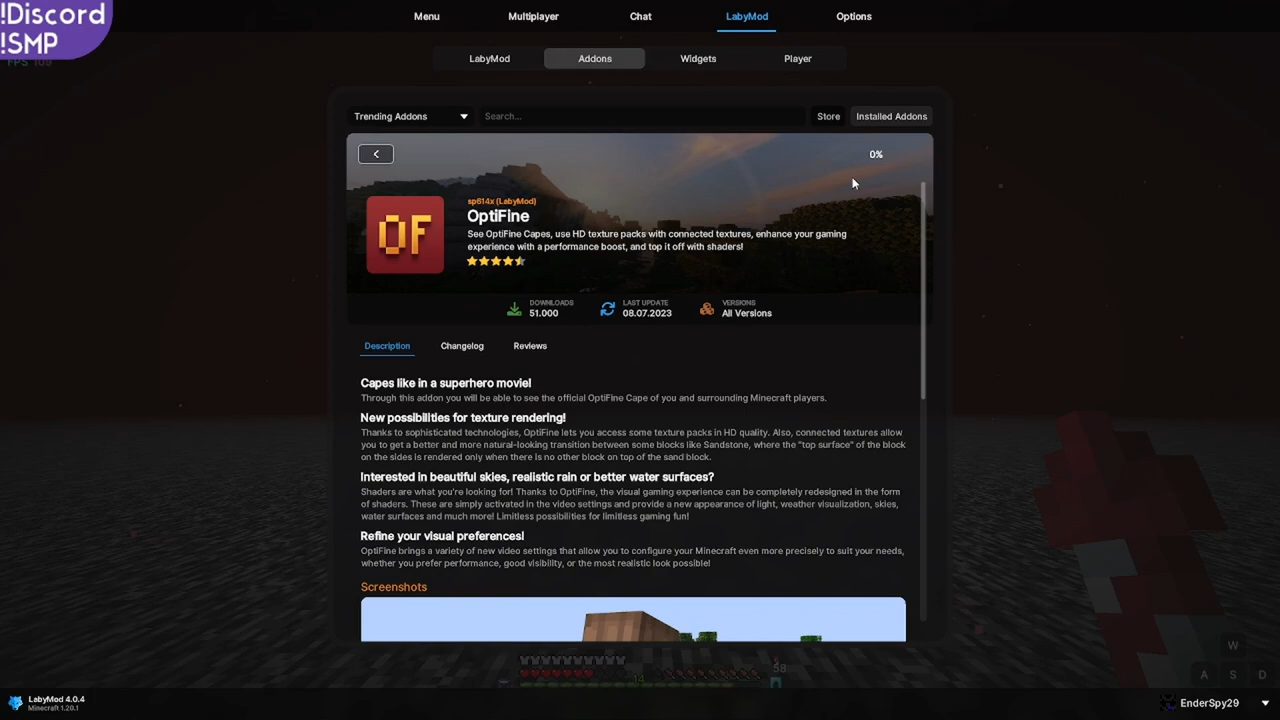 !Discord
!SMP
FPS 109
Menu
Multiplayer
Chat
LabyMod
Options
LabyMod
Addons
Widgets
Player
Trending Addons
Search...
Store
Installed Addons
0%
OF
sp614x (LabyMod)
OptiFine
See OptiFine Capes, use HD texture packs with connected textures, enhance your gaming
experience with a performance boost, and top it off with shaders!
DOWNLOADS
51.000
LAST UPDATE
08.07.2023
VERSIONS
All Versions
Description
Changelog
Reviews
Capes like in a superhero movie!
Through this addon you will be able to see the official OptiFine Cape of you and surrounding Minecraft players.
New possibilities for texture rendering!
Thanks to sophisticated technologies, OptiFine lets you access some texture packs in HD quality. Also, connected textures allow
you to get a better and more natural-looking transition between some blocks like Sandstone, where the "top surface" of the block
on the sides is rendered only when there is no other block on top of the sand block.
Interested in beautiful skies, realistic rain or better water surfaces?
Shaders are what you're looking for! Thanks to OptiFine, the visual gaming experience can be completely redesigned in the form
of shaders. These are simply activated in the video settings and provide a new appearance of light, weather visualization, skies,
water surfaces and much more! Limitless possibilities for limitless gaming fun!
Refine your visual preferences!
OptiFine brings a variety of new video settings that allow you to configure your Minecraft even more precisely to suit your needs,
whether you prefer performance, good visibility, or the most realistic look possible!
Screenshots
58
14
W
A
S
D
LabyMod 4.0.4
Minecraft 1.20.1
EnderSpy29